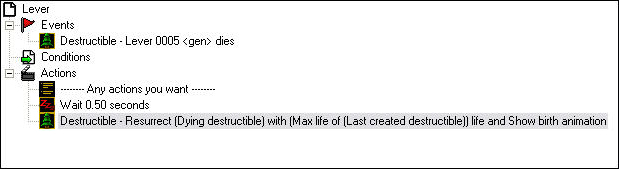 Lever
Events
Destructible - Lever 0005 <gen> dies
Conditions
Actions
-------- Any actions you want --------
Wait 0.50 seconds
Destructible - Resurrect (Dying destructible) with (Max life of (Last created destructible)) life and Show birth animation